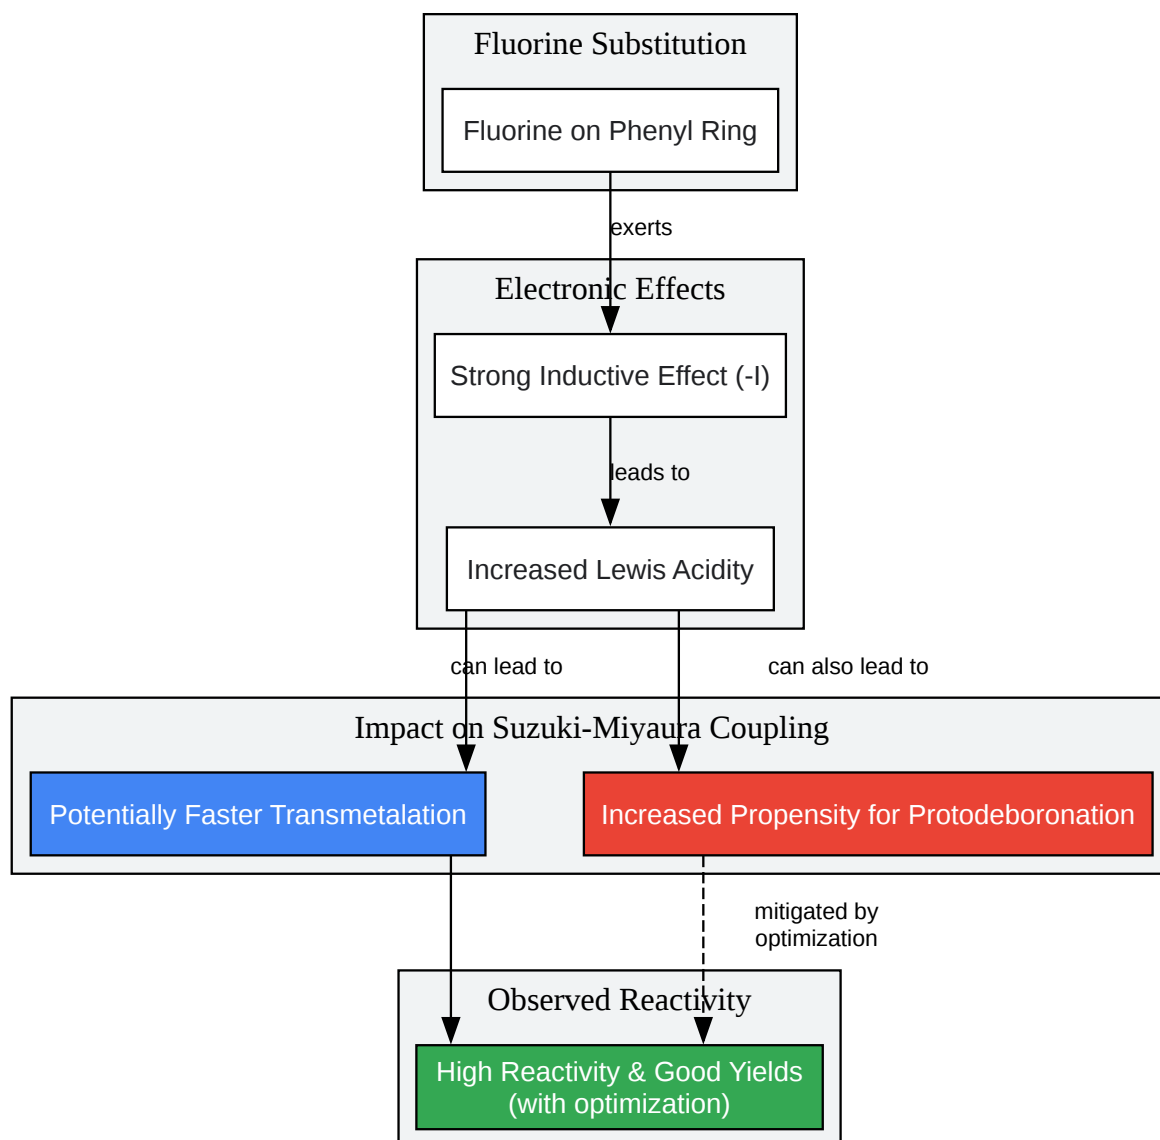 Fluorine Substitution
Fluorine on Phenyl Ring
exerts
Electronic Effects
Strong Inductive Effect (-I)
leads to
Increased Lewis Acidity
can lead to
can also lead to
Impact on Suzuki-Miyaura Coupling
Potentially Faster Transmetalation
Increased Propensity for Protodeboronation
mitigated by
optimization
Observed Reactivity
High Reactivity & Good Yields
(with optimization)